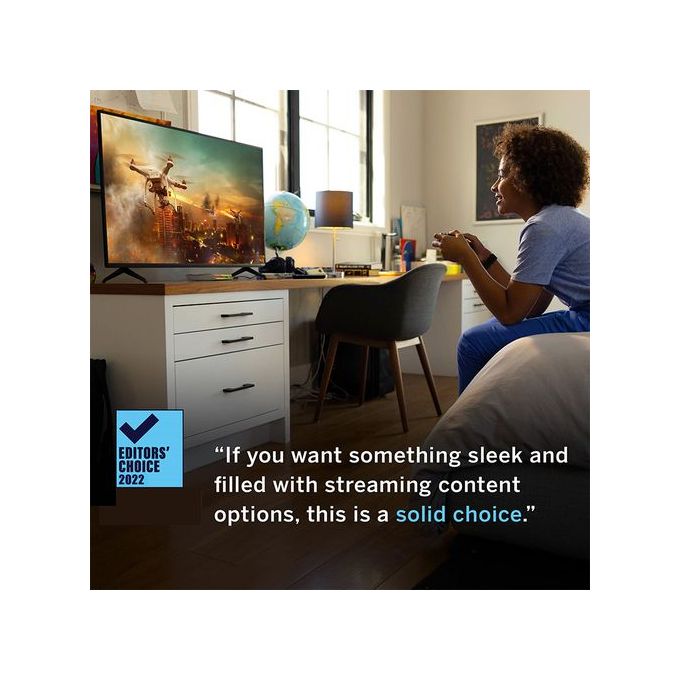 EDITORS'
CHOICE
2022
“If you want something sleek and
filled with streaming content
options, this is a solid choice.”